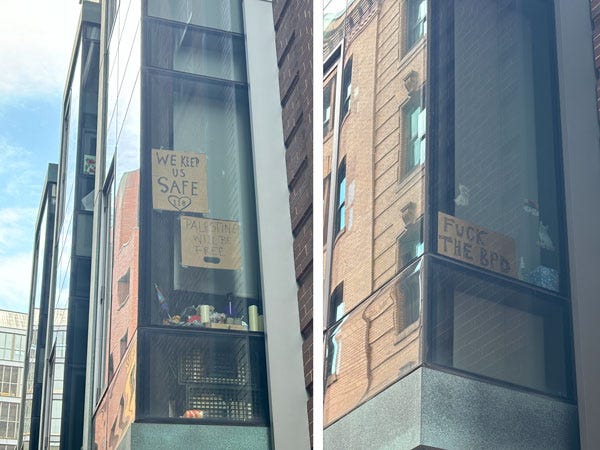 WE KEEP
US
SAFE
PALESTINE
WILL BE
FREE
FUCK
THE BPD